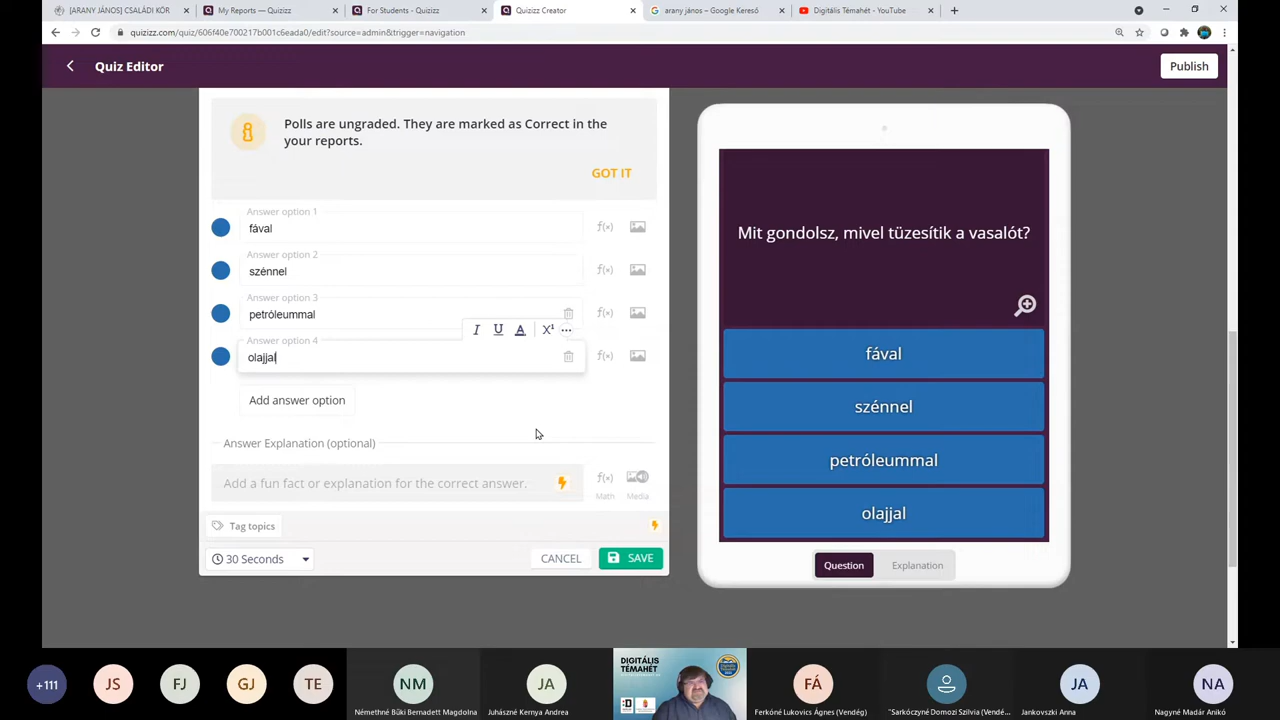 [ARANY JÁNOS] CSALÁDI KÖR
My Reports — Quizizz
For Students - Quizizz
Quizizz Creator
arany jános – Google Kereső
Digitális Témahét - YouTube
quizizz.com/quiz/606f40e700217b001c6eada0/edit?source=admin&trigger=navigation
Quiz Editor
Publish
Polls are ungraded. They are marked as Correct in the
your reports.
GOT IT
Answer option 1
fával
Answer option 2
szénnel
Answer option 3
petróleummal
Answer option 4
olajjal
Add answer option
Answer Explanation (optional)
Add a fun fact or explanation for the correct answer.
Math
Media
Tag topics
30 Seconds
CANCEL
SAVE
Mit gondolsz, mivel tüzesítik a vasalót?
fával
szénnel
petróleummal
olajjal
Question
Explanation
+111
JS
FJ
GJ
TE
NM
Némethné Bűki Bernadett Magdolna
JA
Juhászné Kernya Andrea
DIGITÁLIS
TÉMAHÉT
FÁ
Ferkóné Lukovics Ágnes (Vendég)
"Sarkóczyné Domozi Szilvia (Vendé...
JA
Jankovszki Anna
NA
Nagyné Madár Anikó